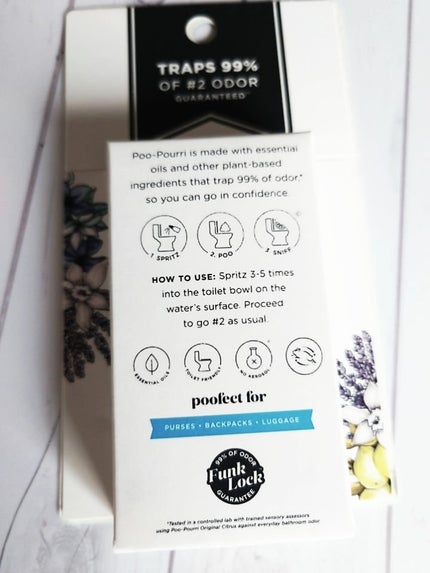 TRAPS 99%
OF #2 ODOR
GUARANTEED*
Poo-Pourri is made with essential
oils and other plant-based
ingredients that trap 99% of odor,*
so you can go in confidence.
1. SPRITZ
2. POO
3. SNIFF
HOW TO USE: Spritz 3-5 times
into the toilet bowl on the
water's surface. Proceed
to go #2 as usual.
ESSENTIAL OILS
TOILET FRIENDLY
NO AEROSOL
poofect for
PURSES • BACKPACKS • LUGGAGE
99% OF ODOR
Funk
Lock
GUARANTEE
*Tested in a controlled lab with trained sensory assessors
using Poo-Pourri Original Citrus against everyday bathroom odor